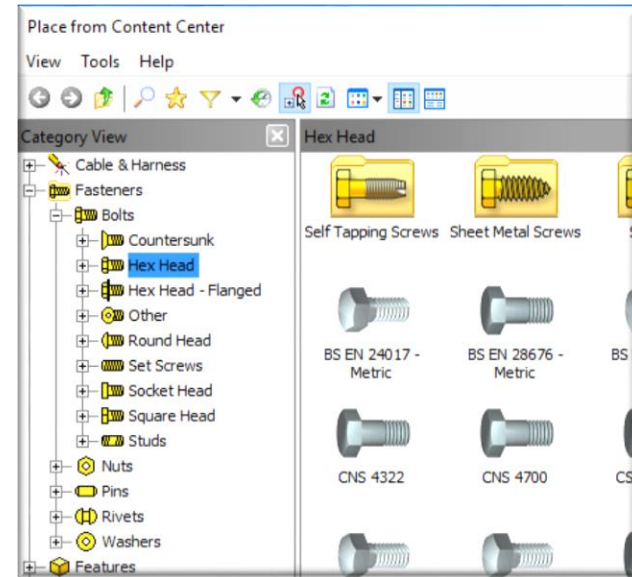 Place from Content Center
View Tools Help
Category View
Cable & Harness
Fasteners
Bolts
Countersunk
Hex Head
Hex Head - Flanged
Other
Round Head
Set Screws
Socket Head
Square Head
Studs
Nuts
Pins
Rivets
Washers
Features
Hex Head
Self Tapping Screws Sheet Metal Screws S
BS EN 24017 - BS EN 28676 - BS
Metric Metric
CNS 4322 CNS 4700 CS